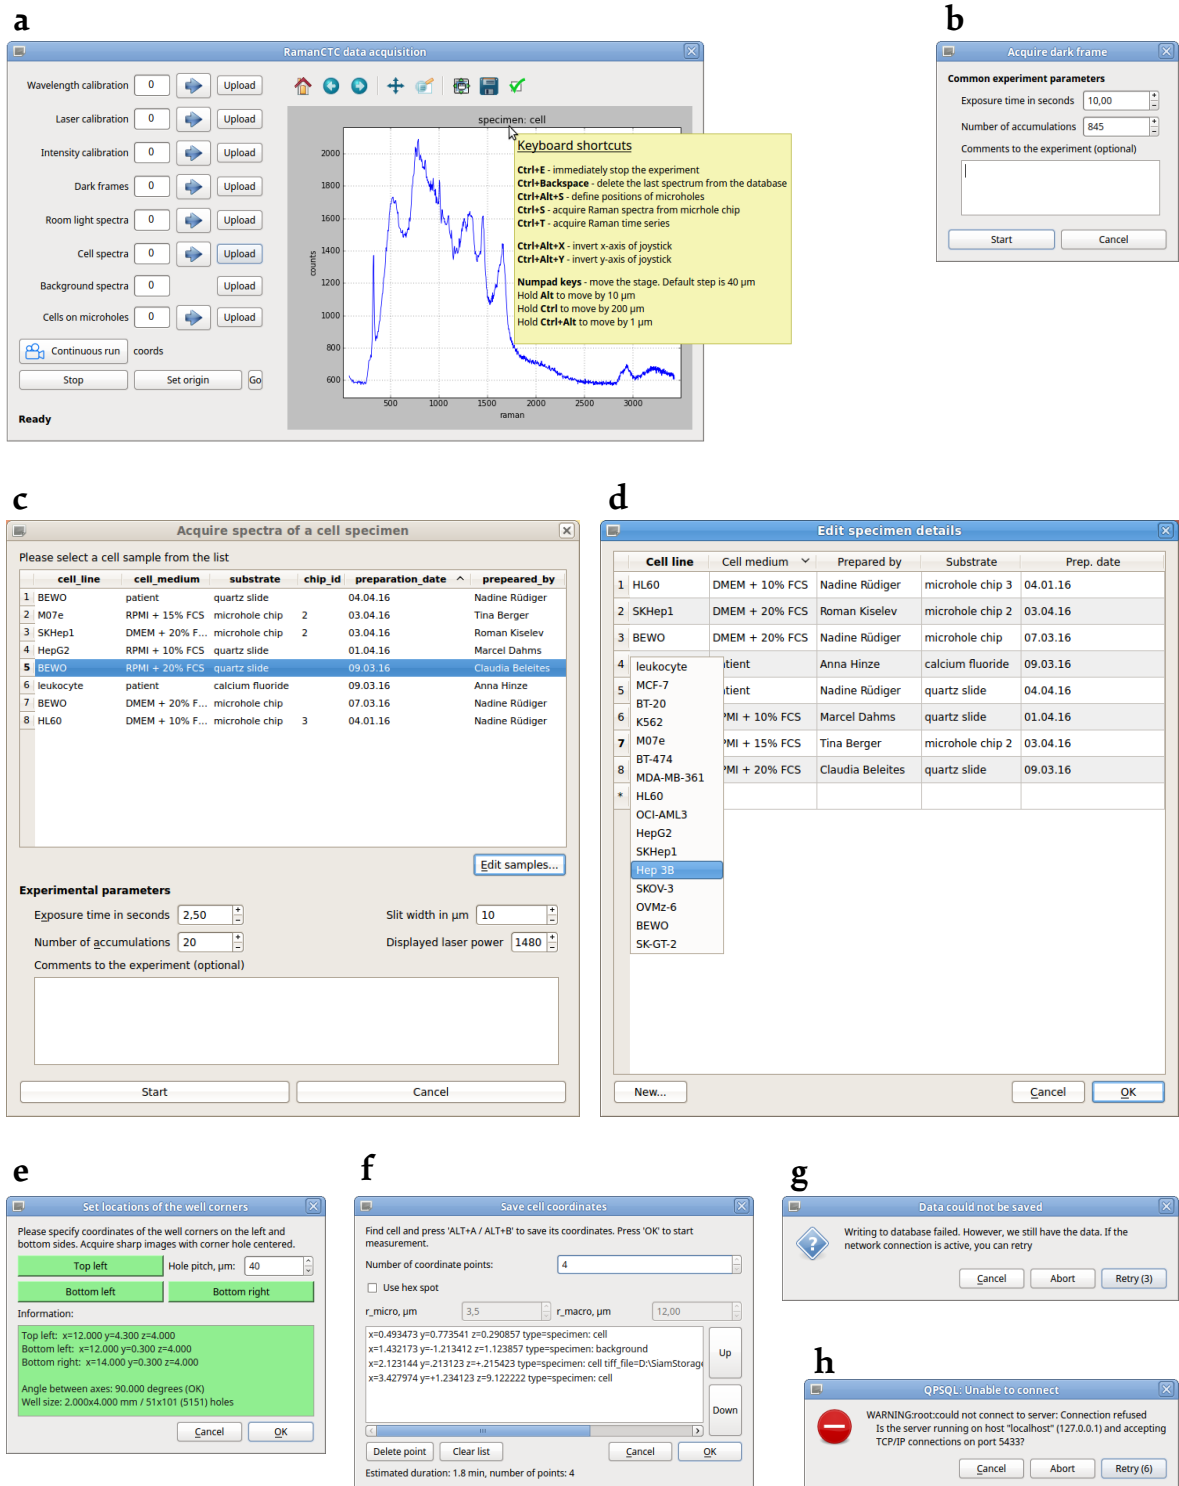 a
RamanCTC data acquisition
Wavelength calibration 0 Upload
Laser calibration 0 Upload
Intensity calibration 0 Upload
Dark frames 0 Upload
Room light spectra 0 Upload
Cell spectra 0 Upload
Background spectra 0 Upload
Cells on microholes 0 Upload
Continuous run coords
Stop Set origin Go
Ready
specimen: cell
counts
2000
1800
1600
1400
1200
1000
800
600
500 1000 1500 2000 2500 3000
raman
Keyboard shortcuts
Ctrl+E - immediately stop the experiment
Ctrl+Backspace - delete the last spectrum from the database
Ctrl+Alt+S - define positions of microholes
Ctrl+S - acquire Raman spectra from micrhole chip
Ctrl+T - acquire Raman time series
Ctrl+Alt+X - invert x-axis of joystick
Ctrl+Alt+Y - invert y-axis of joystick
Numpad keys - move the stage. Default step is 40 µm
Hold Alt to move by 10 µm
Hold Ctrl to move by 200 µm
Hold Ctrl+Alt to move by 1 µm
b
Acquire dark frame
Common experiment parameters
Exposure time in seconds 10,00
Number of accumulations 845
Comments to the experiment (optional)
Start Cancel
c
Acquire spectra of a cell specimen
Please select a cell sample from the list
cell_line cell_medium substrate chip_id preparation_date prepeared_by
1 BEWO patient quartz slide 04.04.16 Nadine Rüdiger
2 M07e RPMI + 15% FCS microhole chip 2 03.04.16 Tina Berger
3 SKHep1 DMEM + 20% F... microhole chip 2 03.04.16 Roman Kiselev
4 HepG2 RPMI + 10% FCS quartz slide 01.04.16 Marcel Dahms
5 BEWO RPMI + 20% FCS quartz slide 09.03.16 Claudia Beleites
6 leukocyte patient calcium fluoride 09.03.16 Anna Hinze
7 BEWO DMEM + 20% F... microhole chip 07.03.16 Nadine Rüdiger
8 HL60 DMEM + 10% F... microhole chip 3 04.01.16 Nadine Rüdiger
Edit samples...
Experimental parameters
Exposure time in seconds 2,50 Slit width in µm 10
Number of accumulations 20 Displayed laser power 1480
Comments to the experiment (optional)
Start Cancel
d
Edit specimen details
Cell line Cell medium Prepared by Substrate Prep. date
1 HL60 DMEM + 10% FCS Nadine Rüdiger microhole chip 3 04.01.16
2 SKHep1 DMEM + 20% FCS Roman Kiselev microhole chip 2 03.04.16
3 BEWO DMEM + 20% FCS Nadine Rüdiger microhole chip 07.03.16
4 tient Anna Hinze calcium fluoride 09.03.16
5 tient Nadine Rüdiger quartz slide 04.04.16
6 PMI + 10% FCS Marcel Dahms quartz slide 01.04.16
7 PMI + 15% FCS Tina Berger microhole chip 2 03.04.16
8 PMI + 20% FCS Claudia Beleites quartz slide 09.03.16
*
leukocyte
MCF-7
BT-20
K562
M07e
BT-474
MDA-MB-361
HL60
OCI-AML3
HepG2
SKHep1
Hep 3B
SKOV-3
OVMz-6
BEWO
SK-GT-2
New... Cancel OK
e
Set locations of the well corners
Please specify coordinates of the well corners on the left and
bottom sides. Acquire sharp images with corner hole centered.
Top left Hole pitch, µm: 40
Bottom left Bottom right
Information:
Top left: x=12.000 y=4.300 z=4.000
Bottom left: x=12.000 y=0.300 z=4.000
Bottom right: x=14.000 y=0.300 z=4.000
Angle between axes: 90.000 degrees (OK)
Well size: 2.000x4.000 mm / 51x101 (5151) holes
Cancel OK
f
Save cell coordinates
Find cell and press 'ALT+A / ALT+B' to save its coordinates. Press 'OK' to start
measurement.
Number of coordinate points: 4
Use hex spot
r_micro, µm 3,5 r_macro, µm 12,00
x=0.493473 y=0.773541 z=0.290857 type=specimen: cell
x=1.432173 y=-1.213412 z=1.123857 type=specimen: background
x=2.123144 y=.213123 z=+.215423 type=specimen: cell tiff_file=D:\SiamStorage
x=3.427974 y=+1.234123 z=9.122222 type=specimen: cell
Up
Down
Delete point Clear list Cancel OK
Estimated duration: 1.8 min, number of points: 4
g
Data could not be saved
Writing to database failed. However, we still have the data. If the
network connection is active, you can retry
Cancel Abort Retry (3)
h
QPSQL: Unable to connect
WARNING:root:could not connect to server: Connection refused
Is the server running on host "localhost" (127.0.0.1) and accepting
TCP/IP connections on port 5433?
Cancel Abort Retry (6)